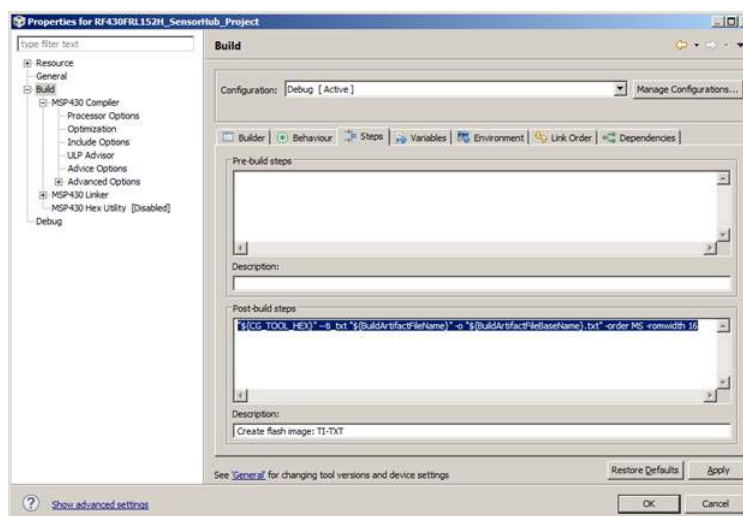 Properties for RF430FRL152H_SensorHub_Project
type filter text
Resource
General
Build
MSP430 Compiler
Processor Options
Optimization
Include Options
ULP Advisor
Advice Options
Advanced Options
MSP430 Linker
MSP430 Hex Utility [Disabled]
Debug
Build
Configuration: Debug [ Active ] Manage Configurations...
Builder Behaviour Steps Variables Environment Link Order Dependencies
Pre-build steps
Description:
Post-build steps
"${CG_TOOL_HEX}" --ti_txt "${BuildArtifactFileName}" -o "${BuildArtifactFileBaseName}.txt" -order MS -romwidth 16
Description:
Create flash image: TI-TXT
See 'General' for changing tool versions and device settings
Restore Defaults Apply
Show advanced settings
OK Cancel